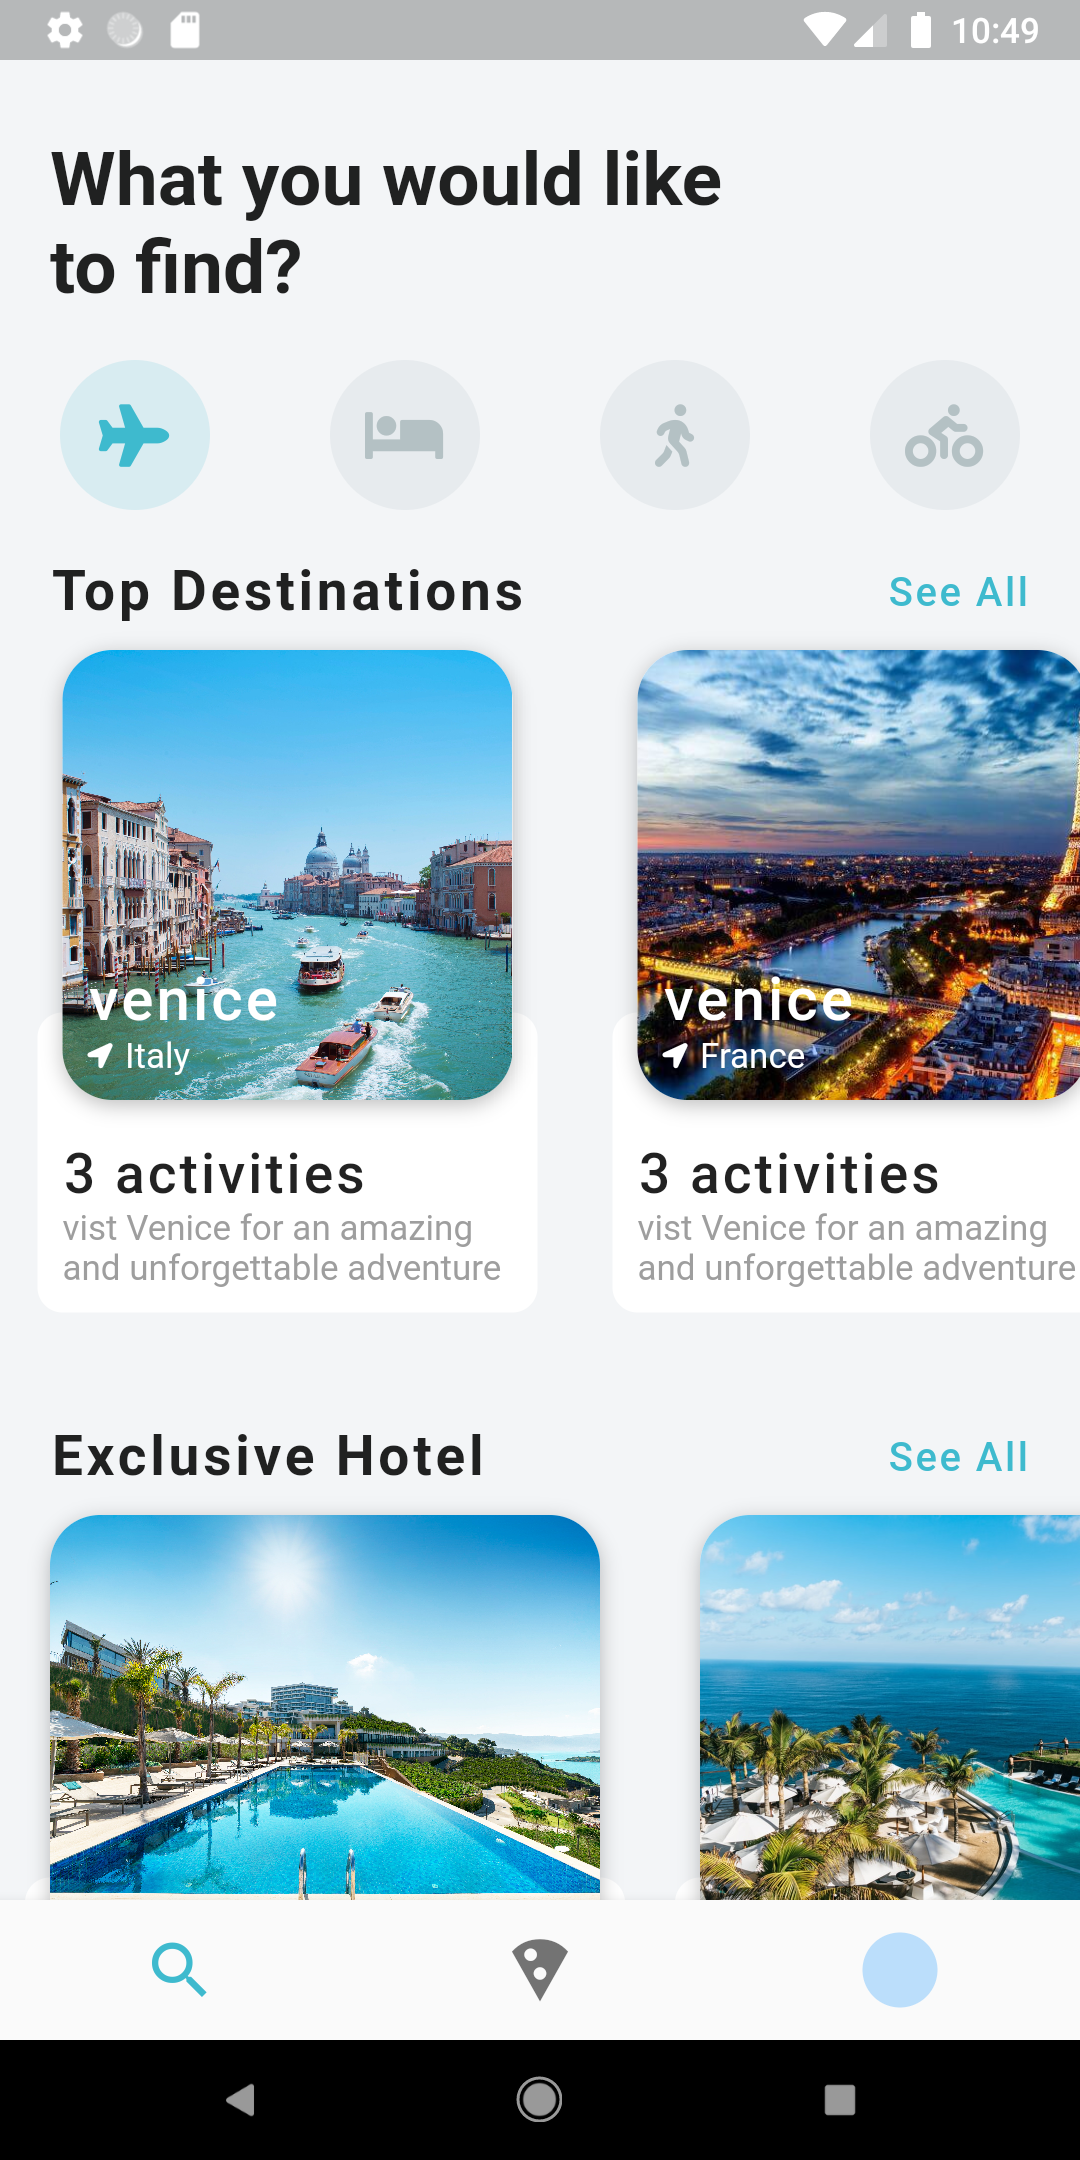 10:49
What you would like
to find?
Top Destinations
See All
venice
Italy
venice
France
3 activities
vist Venice for an amazing
and unforgettable adventure
3 activities
vist Venice for an amazing
and unforgettable adventure
Exclusive Hotel
See All